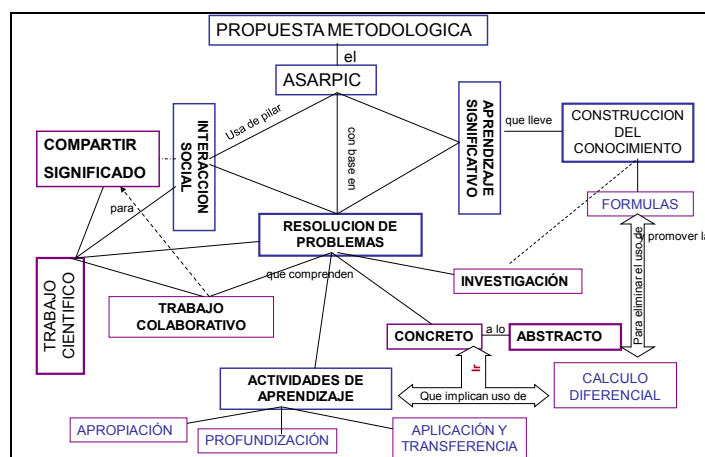 PROPUESTA METODOLOGICA
el
ASARPIC
Usa de pilar
con base en
INTERACCION
SOCIAL
APRENDIZAJE
SIGNIFICATIVO
que lleve
CONSTRUCCION
DEL
CONOCIMIENTO
COMPARTIR
SIGNIFICADO
para
FORMULAS
RESOLUCION DE
PROBLEMAS
Para eliminar el uso de
y promover la
que comprenden
INVESTIGACIÓN
TRABAJO
CIENTIFICO
TRABAJO
COLABORATIVO
CONCRETO
a lo
ABSTRACTO
Ir
ACTIVIDADES DE
APRENDIZAJE
Que implican uso de
CALCULO
DIFERENCIAL
APROPIACIÓN
PROFUNDIZACIÓN
APLICACIÓN Y
TRANSFERENCIA